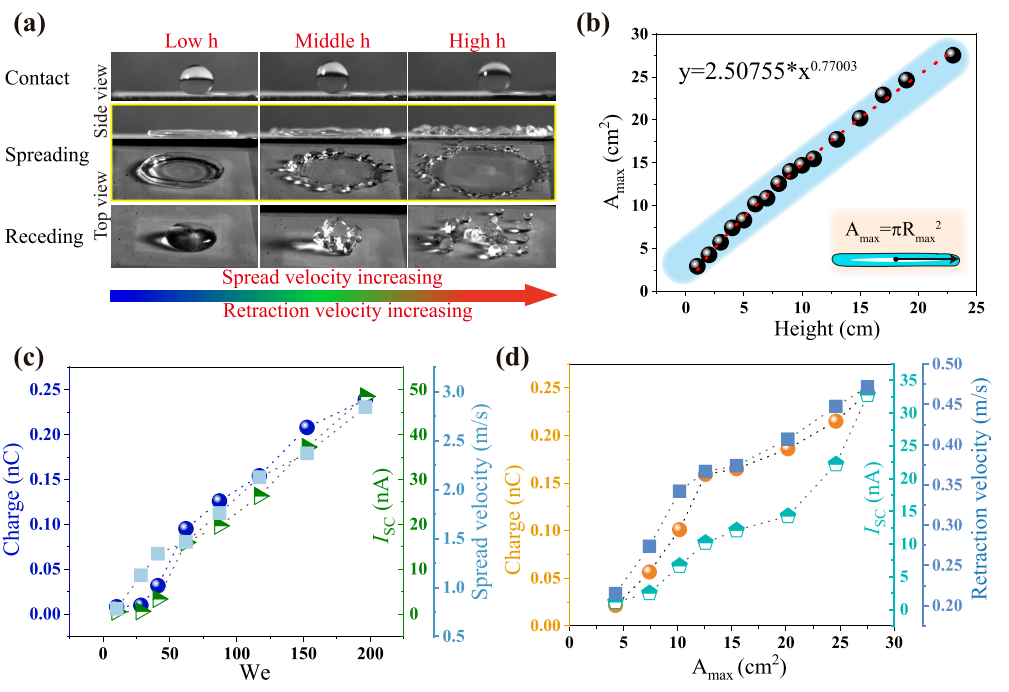 (a)
Low h
Middle h
High h
Contact
Spreading
Receding
Side view
Top view
Spread velocity increasing
Retraction velocity increasing
(b)
y=2.50755*x^0.77003
A_max (cm²)
30
25
20
15
10
5
0
A_max=πR_max²
0 5 10 15 20 25
Height (cm)
(c)
Charge (nC)
0.25
0.20
0.15
0.10
0.05
0.00
0 50 100 150 200
We
50
40
30
20
10
0
I_SC (nA)
3.0
2.5
2.0
1.5
1.0
0.5
Spread velocity (m/s)
(d)
Charge (nC)
0.25
0.20
0.15
0.10
0.05
0.00
0 5 10 15 20 25 30
A_max (cm²)
35
30
25
20
15
10
5
0
I_SC (nA)
0.50
0.45
0.40
0.35
0.30
0.25
0.20
Retraction velocity (m/s)